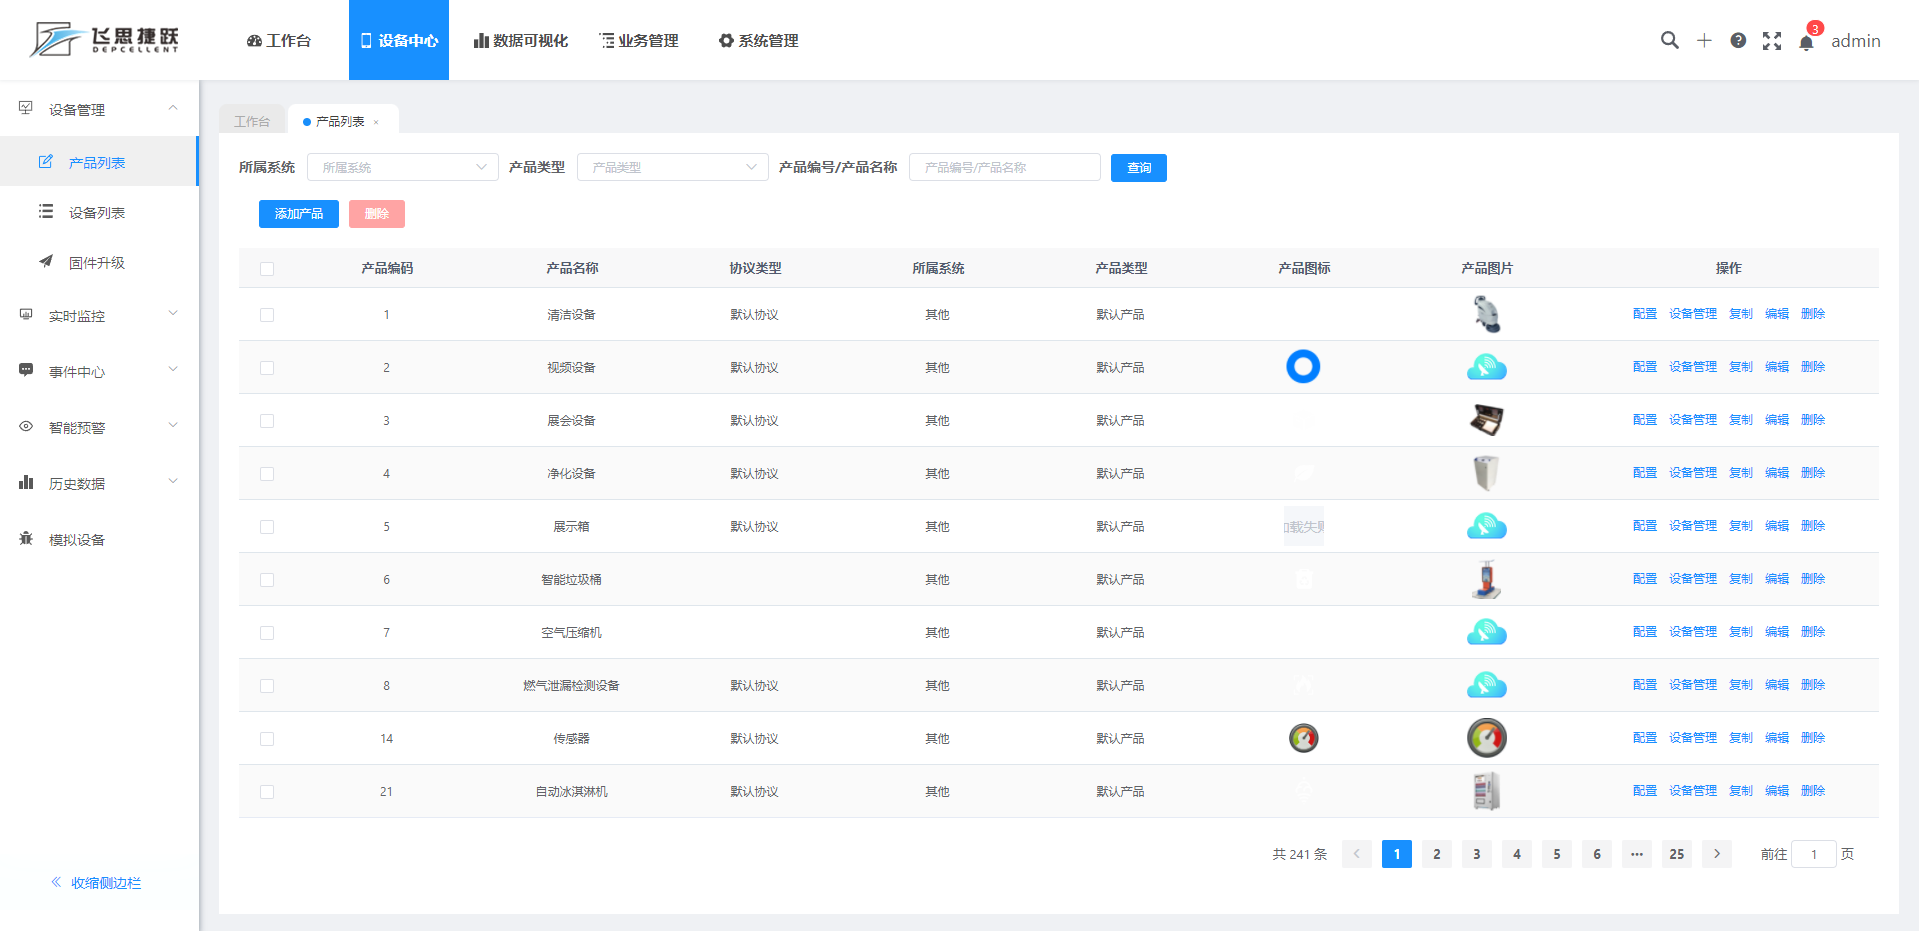 飞思捷跃
DEPCELLENT
工作台
设备中心
数据可视化
业务管理
系统管理
3
admin
设备管理
产品列表
设备列表
固件升级
实时监控
事件中心
智能预警
历史数据
模拟设备
收缩侧边栏
工作台
产品列表
所属系统 所属系统 产品类型 产品类型 产品编号/产品名称 产品编号/产品名称 查询
添加产品 删除
产品编码 产品名称 协议类型 所属系统 产品类型 产品图标 产品图片 操作
1 清洁设备 默认协议 其他 默认产品 配置 设备管理 复制 编辑 删除
2 视频设备 默认协议 其他 默认产品 配置 设备管理 复制 编辑 删除
3 展会设备 默认协议 其他 默认产品 配置 设备管理 复制 编辑 删除
4 净化设备 默认协议 其他 默认产品 配置 设备管理 复制 编辑 删除
5 展示箱 默认协议 其他 默认产品 加载失败 配置 设备管理 复制 编辑 删除
6 智能垃圾桶 其他 默认产品 配置 设备管理 复制 编辑 删除
7 空气压缩机 其他 默认产品 配置 设备管理 复制 编辑 删除
8 燃气泄漏检测设备 默认协议 其他 默认产品 配置 设备管理 复制 编辑 删除
14 传感器 默认协议 其他 默认产品 配置 设备管理 复制 编辑 删除
21 自动冰淇淋机 默认协议 其他 默认产品 配置 设备管理 复制 编辑 删除
共 241 条 1 2 3 4 5 6 ··· 25 前往 1 页